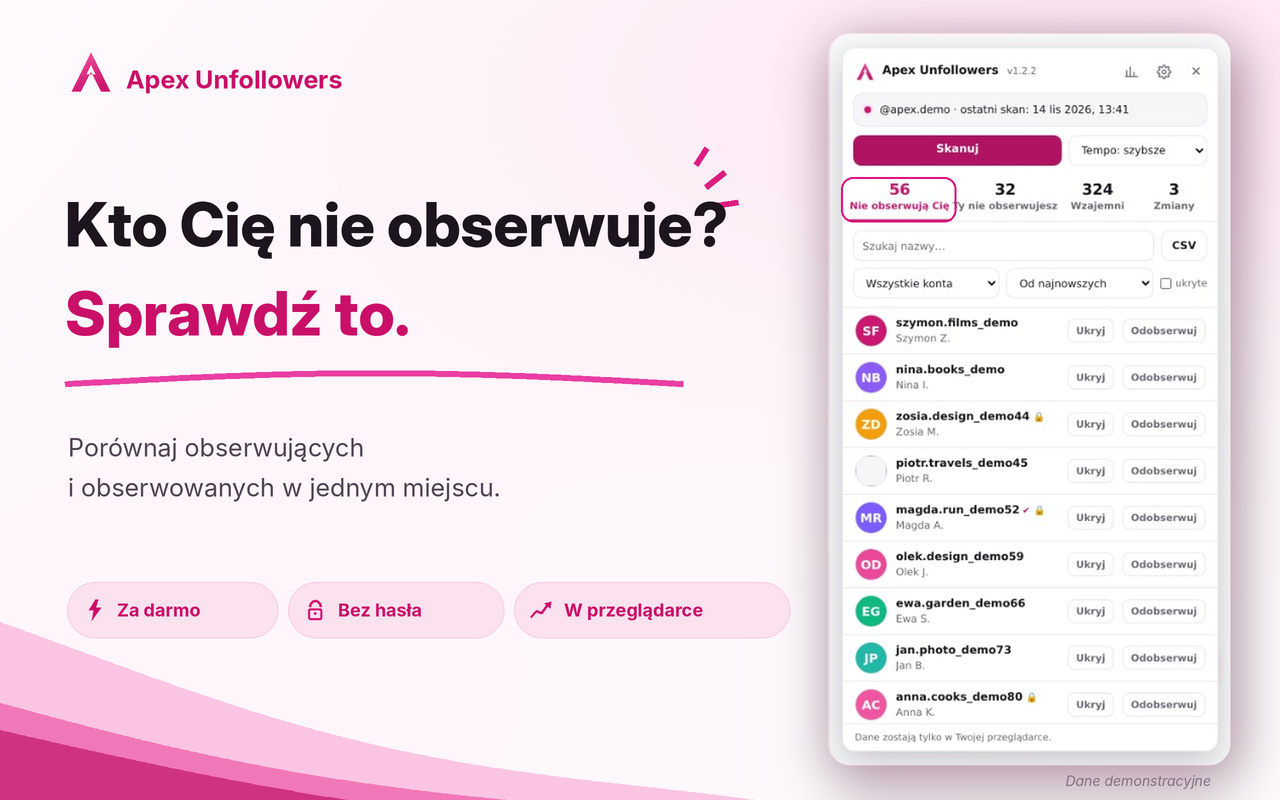 Apex Unfollowers
Kto Cię nie obserwuje?
Sprawdź to.
Porównaj obserwujących
i obserwowanych w jednym miejscu.
Za darmo
Bez hasła
W przeglądarce
Apex Unfollowers v1.2.2
@apex.demo · ostatni skan: 14 lis 2026, 13:41
Skanuj
Tempo: szybsze
56
Nie obserwują Cię
32
Ty nie obserwujesz
324
Wzajemni
3
Zmiany
Szukaj nazwy...
CSV
Wszystkie konta
Od najnowszych
ukryte
SF
szymon.films_demo
Szymon Z.
Ukryj
Odobserwuj
NB
nina.books_demo
Nina I.
Ukryj
Odobserwuj
ZD
zosia.design_demo44
Zosia M.
Ukryj
Odobserwuj
piotr.travels_demo45
Piotr R.
Ukryj
Odobserwuj
MR
magda.run_demo52
Magda A.
Ukryj
Odobserwuj
OD
olek.design_demo59
Olek J.
Ukryj
Odobserwuj
EG
ewa.garden_demo66
Ewa S.
Ukryj
Odobserwuj
JP
jan.photo_demo73
Jan B.
Ukryj
Odobserwuj
AC
anna.cooks_demo80
Anna K.
Ukryj
Odobserwuj
Dane zostają tylko w Twojej przeglądarce.
Dane demonstracyjne